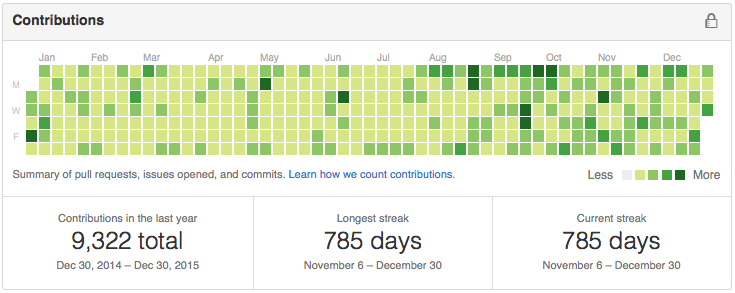 Contributions
Jan Feb Mar Apr May Jun Jul Aug Sep Oct Nov Dec
M
W
F
Summary of pull requests, issues opened, and commits. Learn how we count contributions.
Less More
Contributions in the last year
9,322 total
Dec 30, 2014 – Dec 30, 2015
Longest streak
785 days
November 6 – December 30
Current streak
785 days
November 6 – December 30